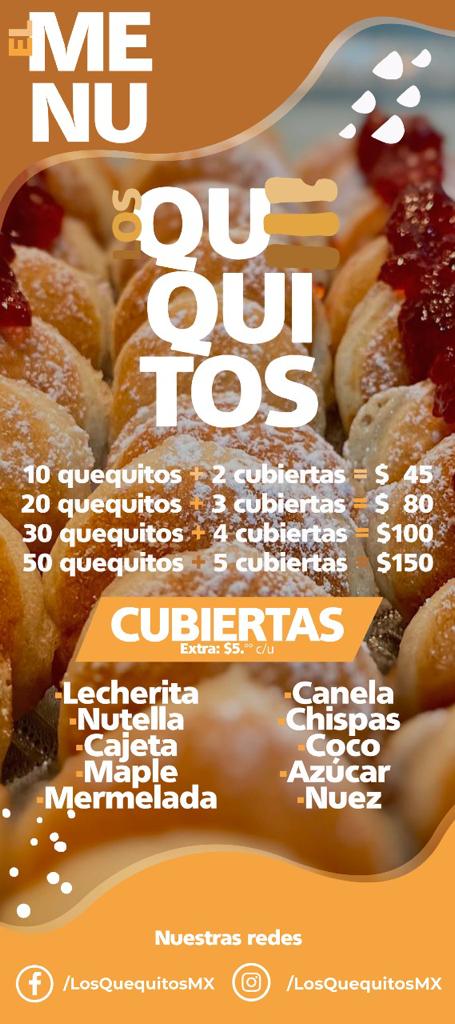 EL
ME
NU
LOS
QUE
QUI
TOS
10 quequitos + 2 cubiertas = $ 45
20 quequitos + 3 cubiertas = $ 80
30 quequitos + 4 cubiertas = $100
50 quequitos + 5 cubiertas = $150
CUBIERTAS
Extra: $5.⁰⁰ c/u
·Lecherita
·Nutella
·Cajeta
·Maple
·Mermelada
·Canela
·Chispas
·Coco
·Azúcar
·Nuez
Nuestras redes
/LosQuequitosMX /LosQuequitosMX